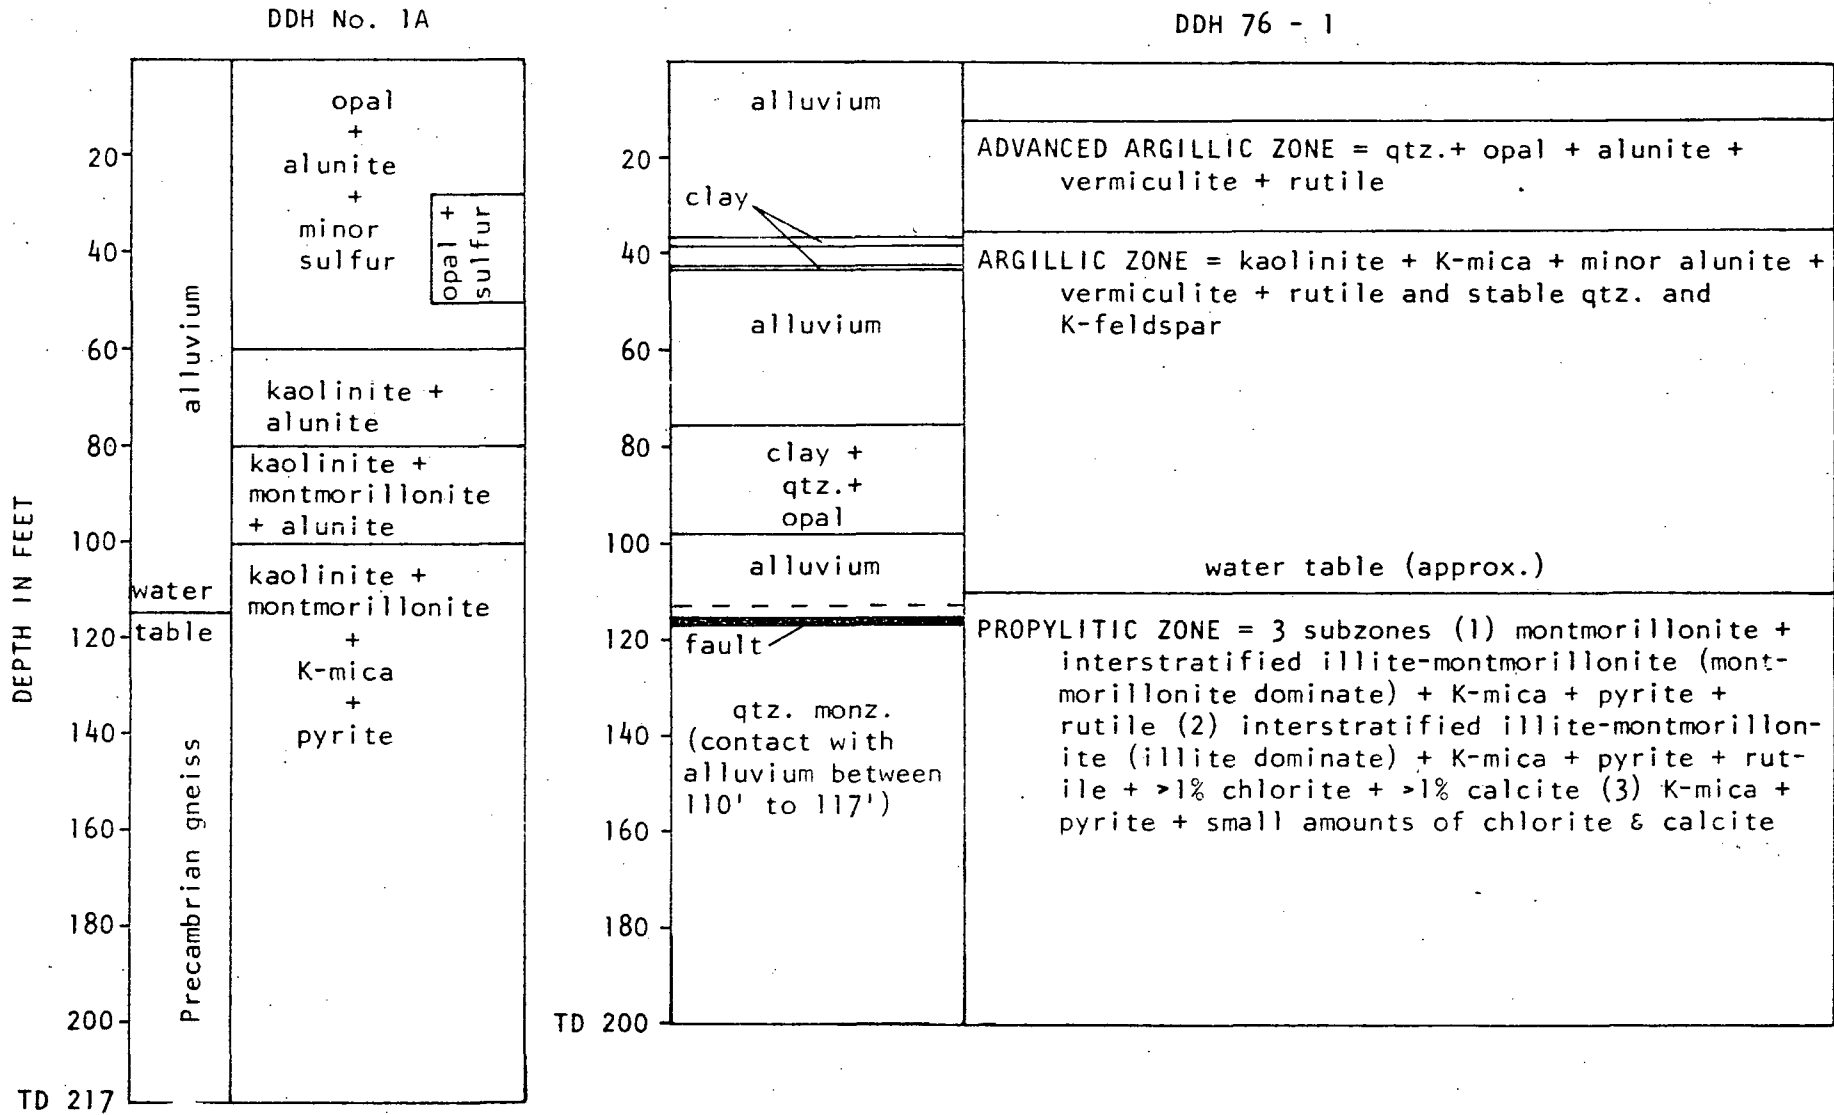 DDH No. 1A
DEPTH IN FEET
20
40
60
80
100
120
140
160
180
200
TD 217
alluvium
water
table
Precambrian gneiss
opal
+
alunite
+
minor
sulfur
opal +
sulfur
kaolinite +
alunite
kaolinite +
montmorillonite
+ alunite
kaolinite +
montmorillonite
+
K-mica
+
pyrite
DDH 76 - 1
20
40
60
80
100
120
140
160
180
TD 200
alluvium
clay
alluvium
clay +
qtz.+
opal
alluvium
fault
qtz. monz.
(contact with
alluvium between
110' to 117')
ADVANCED ARGILLIC ZONE = qtz.+ opal + alunite +
vermiculite + rutile
ARGILLIC ZONE = kaolinite + K-mica + minor alunite +
vermiculite + rutile and stable qtz. and
K-feldspar
water table (approx.)
PROPYLITIC ZONE = 3 subzones (1) montmorillonite +
interstratified illite-montmorillonite (mont-
morillonite dominate) + K-mica + pyrite +
rutile (2) interstratified illite-montmorillon-
ite (illite dominate) + K-mica + pyrite + rut-
ile + >1% chlorite + >1% calcite (3) K-mica +
pyrite + small amounts of chlorite & calcite